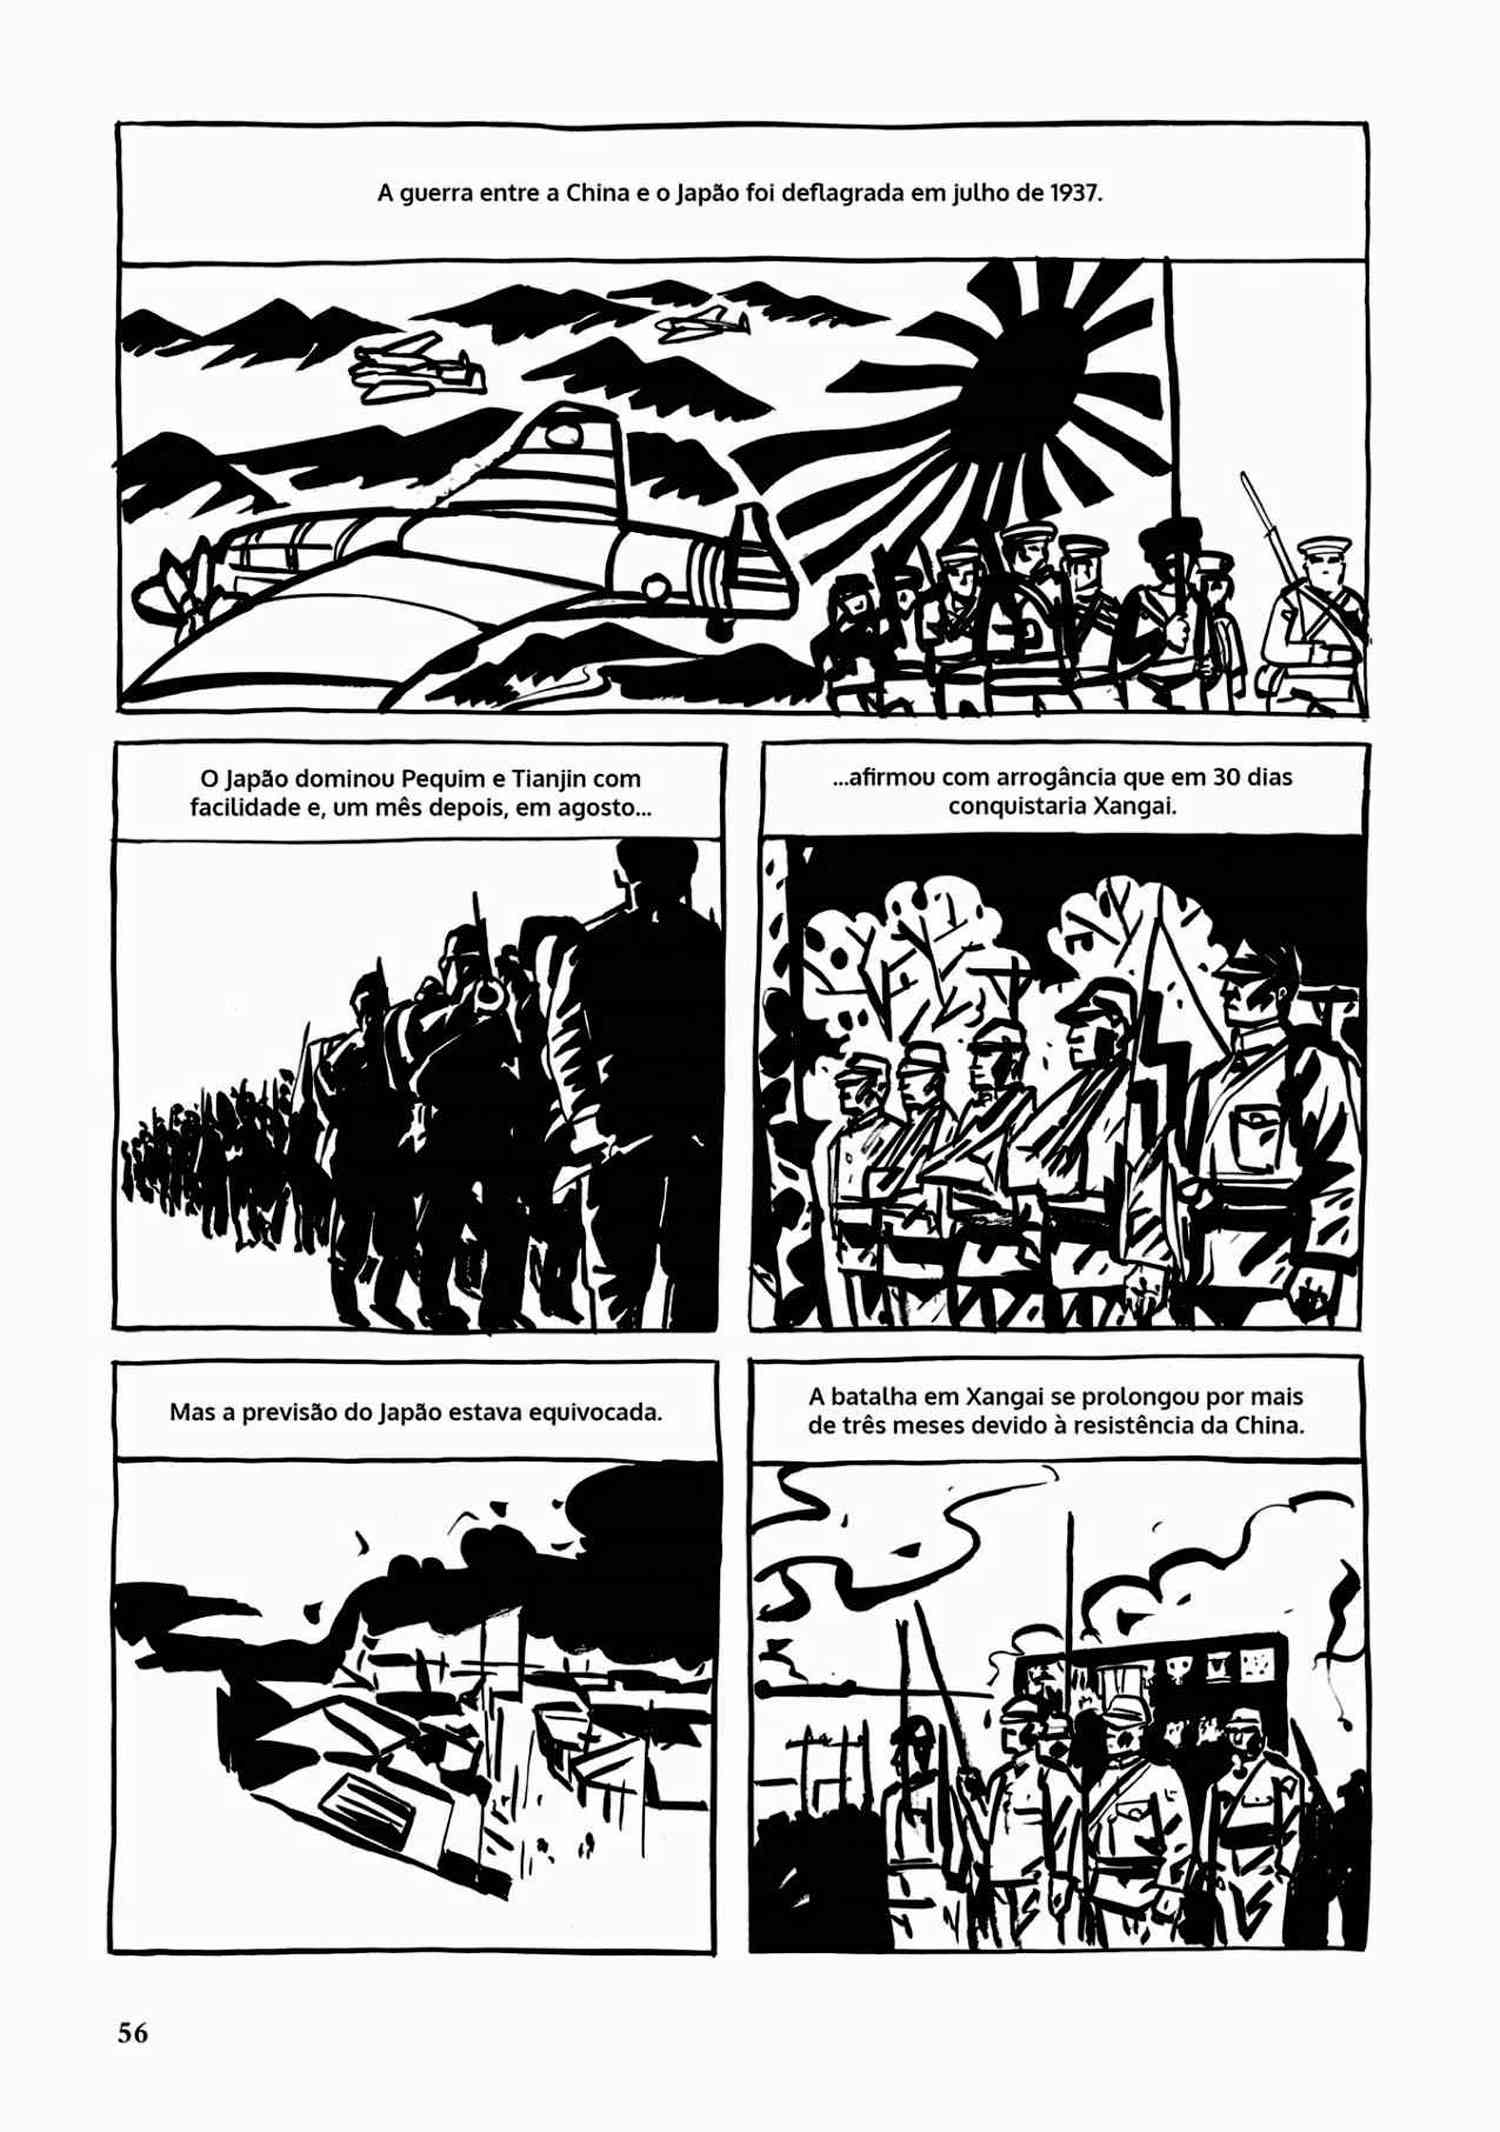 A guerra entre a China e o Japão foi deflagrada em julho de 1937.
O Japão dominou Pequim e Tianjin com
facilidade e, um mês depois, em agosto...
...afirmou com arrogância que em 30 dias
conquistaria Xangai.
Mas a previsão do Japão estava equivocada.
A batalha em Xangai se prolongou por mais
de três meses devido à resistência da China.
56